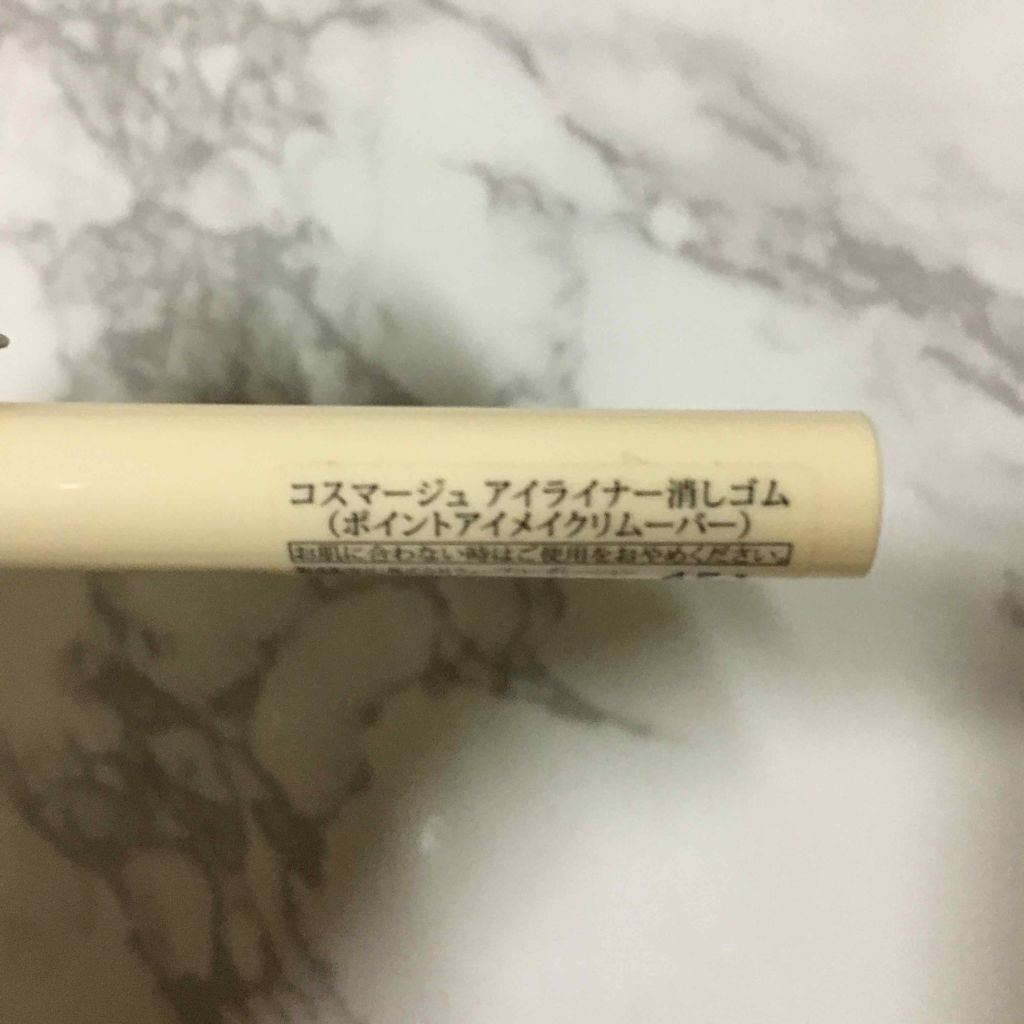 コスマージュ アイライナー消しゴム
(ポイントアイメイクリムーバー)
お肌に合わない時はご使用をおやめください。